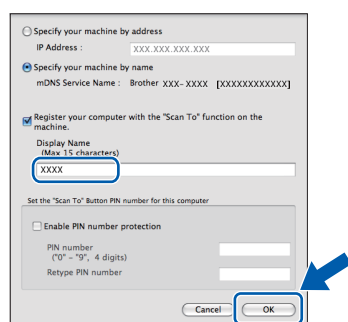 Specify your machine by address
IP Address : XXX.XXX.XXX.XXX
Specify your machine by name
mDNS Service Name : Brother XXX-XXXX [XXXXXXXXXXXX]
Register your computer with the "Scan To" function on the
machine.
Display Name
(Max 15 characters)
XXXX
Set the "Scan To" Button PIN number for this computer
Enable PIN number protection
PIN number
("0" - "9", 4 digits)
Retype PIN number
Cancel OK